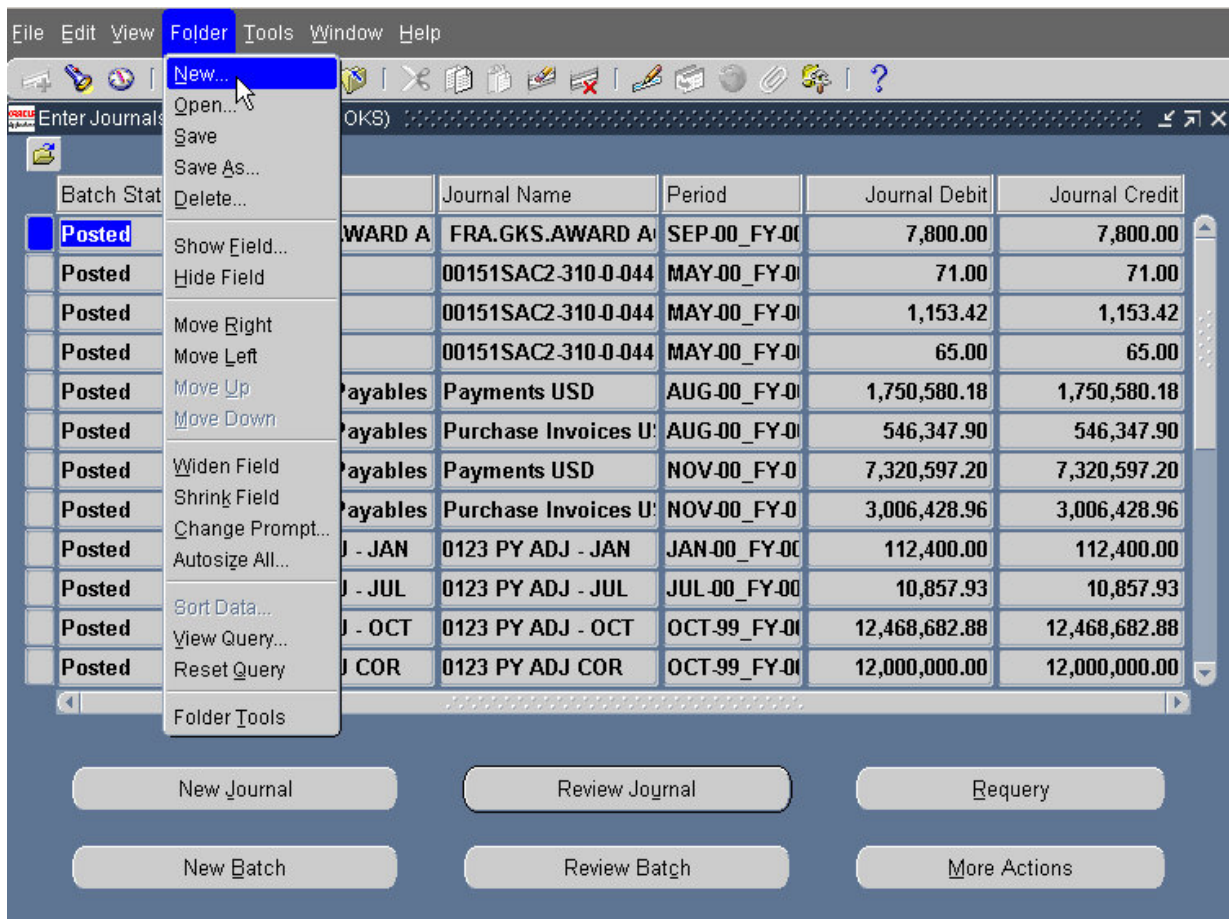 File Edit View Folder Tools Window Help
New...
Open...
Enter Journals OKS)
Save
Save As...
Delete...
Show Field...
Hide Field
Move Right
Move Left
Move Up
Move Down
Widen Field
Shrink Field
Change Prompt...
Autosize All...
Sort Data...
View Query...
Reset Query
Folder Tools
Batch Stat Journal Name Period Journal Debit Journal Credit
Posted WARD A FRA.GKS.AWARD A SEP-00_FY-00 7,800.00 7,800.00
Posted 00151SAC2-310-0-044 MAY-00_FY-0 71.00 71.00
Posted 00151SAC2-310-0-044 MAY-00_FY-0 1,153.42 1,153.42
Posted 00151SAC2-310-0-044 MAY-00_FY-0 65.00 65.00
Posted Payables Payments USD AUG-00_FY-0 1,750,580.18 1,750,580.18
Posted Payables Purchase Invoices U AUG-00_FY-0 546,347.90 546,347.90
Posted Payables Payments USD NOV-00_FY-0 7,320,597.20 7,320,597.20
Posted Payables Purchase Invoices U NOV-00_FY-0 3,006,428.96 3,006,428.96
Posted J - JAN 0123 PY ADJ - JAN JAN-00_FY-00 112,400.00 112,400.00
Posted J - JUL 0123 PY ADJ - JUL JUL-00_FY-00 10,857.93 10,857.93
Posted J - OCT 0123 PY ADJ - OCT OCT-99_FY-0 12,468,682.88 12,468,682.88
Posted J COR 0123 PY ADJ COR OCT-99_FY-0 12,000,000.00 12,000,000.00
New Journal Review Journal Requery
New Batch Review Batch More Actions